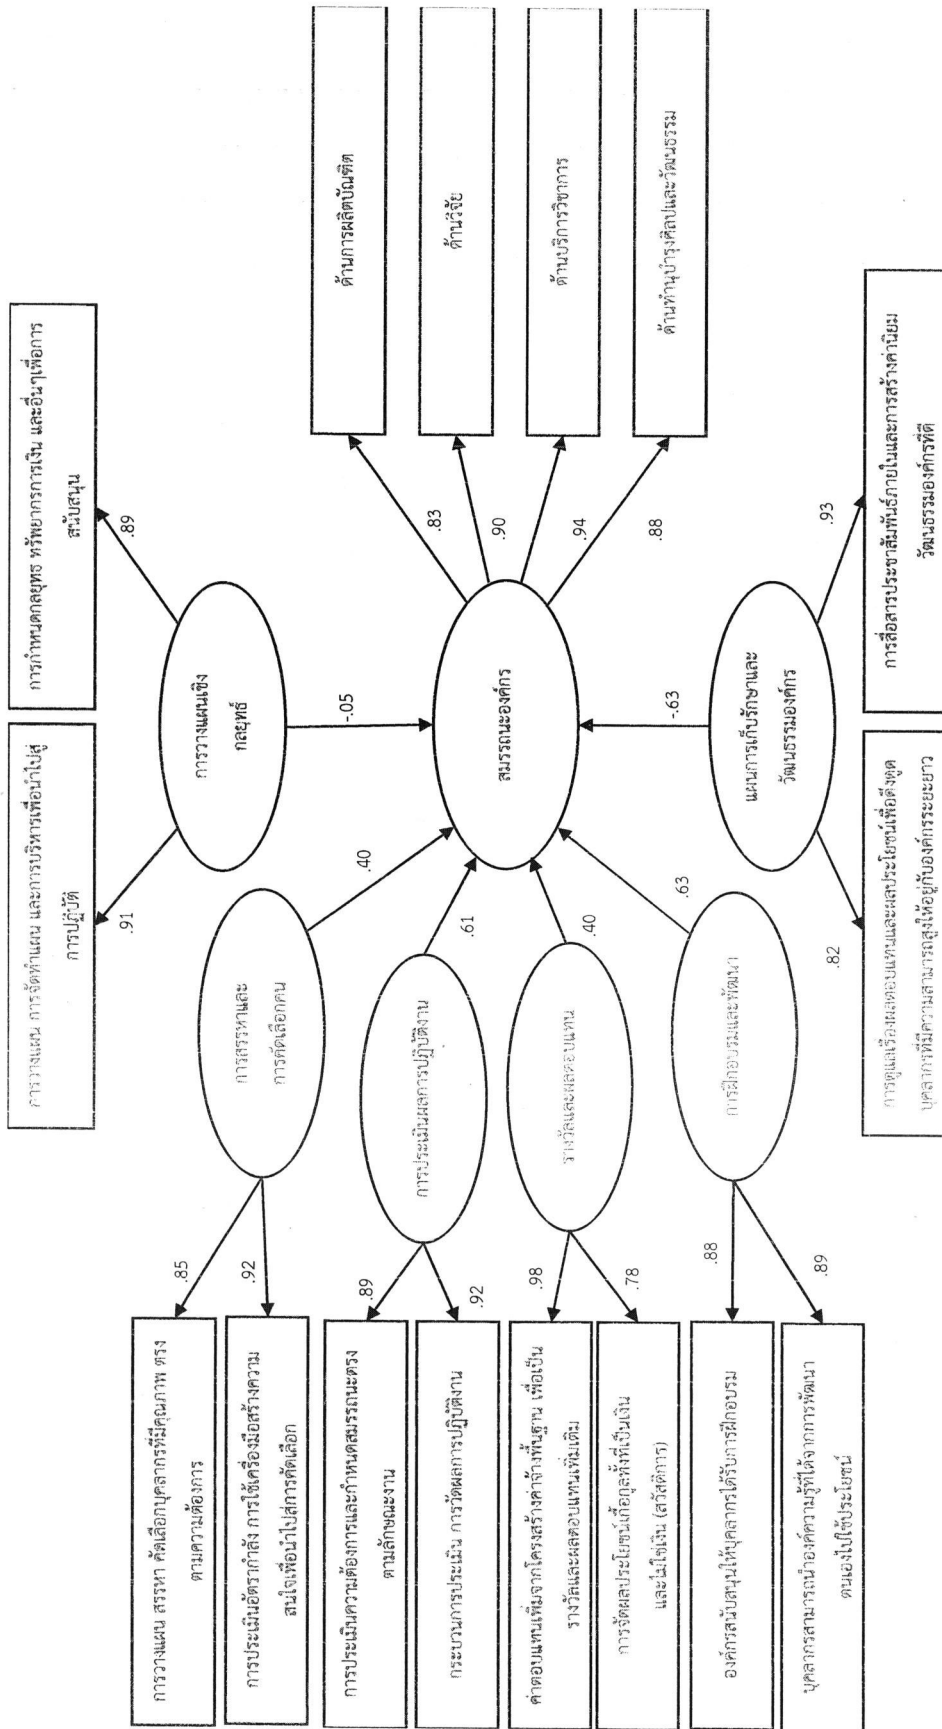 การวางแผน การจัดทำแผน และการบริหารเพื่อนำไปสู่
การปฏิบัติ
การกำหนดกลยุทธ ทรัพยากรการเงิน และอื่นๆเพื่อการ
สนับสนุน
.91
.89
การวางแผนเชิง
กลยุทธ์
-.05
การวางแผน สรรหา คัดเลือกบุคลากรที่มีคุณภาพ ตรง
ตามความต้องการ
การประเมินอัตรากำลัง การใช้เครื่องมือสร้างความ
สนใจเพื่อนำไปสู่การคัดเลือก
.85
.92
การสรรหาและ
การคัดเลือกคน
.40
การประเมินความต้องการและกำหนดสมรรถนะตรง
ตามลักษณะงาน
กระบวนการประเมิน การวัดผลการปฏิบัติงาน
.89
.92
การประเมินผลการปฏิบัติงาน
.61
ค่าตอบแทนเพิ่มจากโครงสร้างค่าจ้างพื้นฐาน เพื่อเป็น
รางวัลและผลตอบแทนเพิ่มเติม
การจัดผลประโยชน์เกื้อกูลทั้งที่เป็นเงิน
และไม่ใช่เงิน (สวัสดิการ)
.98
.78
รางวัลและผลตอบแทน
.40
องค์กรสนับสนุนให้บุคลากรได้รับการฝึกอบรม
บุคลากรสามารถนำองค์ความรู้ที่ได้จากการพัฒนา
ตนเองไปใช้ประโยชน์
.88
.89
การฝึกอบรมและพัฒนา
.63
สมรรถนะองค์กร
.83
.90
.94
.88
ด้านการผลิตบัณฑิต
ด้านวิจัย
ด้านบริการวิชาการ
ด้านทำนุบำรุงศิลปและวัฒนธรรม
-.63
แผนการเก็บรักษาและ
วัฒนธรรมองค์กร
.82
.93
การดูแลเรื่องผลตอบแทนและผลประโยชน์เพื่อดึงดูด
บุคลากรที่มีความสามารถสูงให้อยู่กับองค์กรระยะยาว
การสื่อสารประชาสัมพันธ์ภายในและการสร้างค่านิยม
วัฒนธรรมองค์กรที่ดี